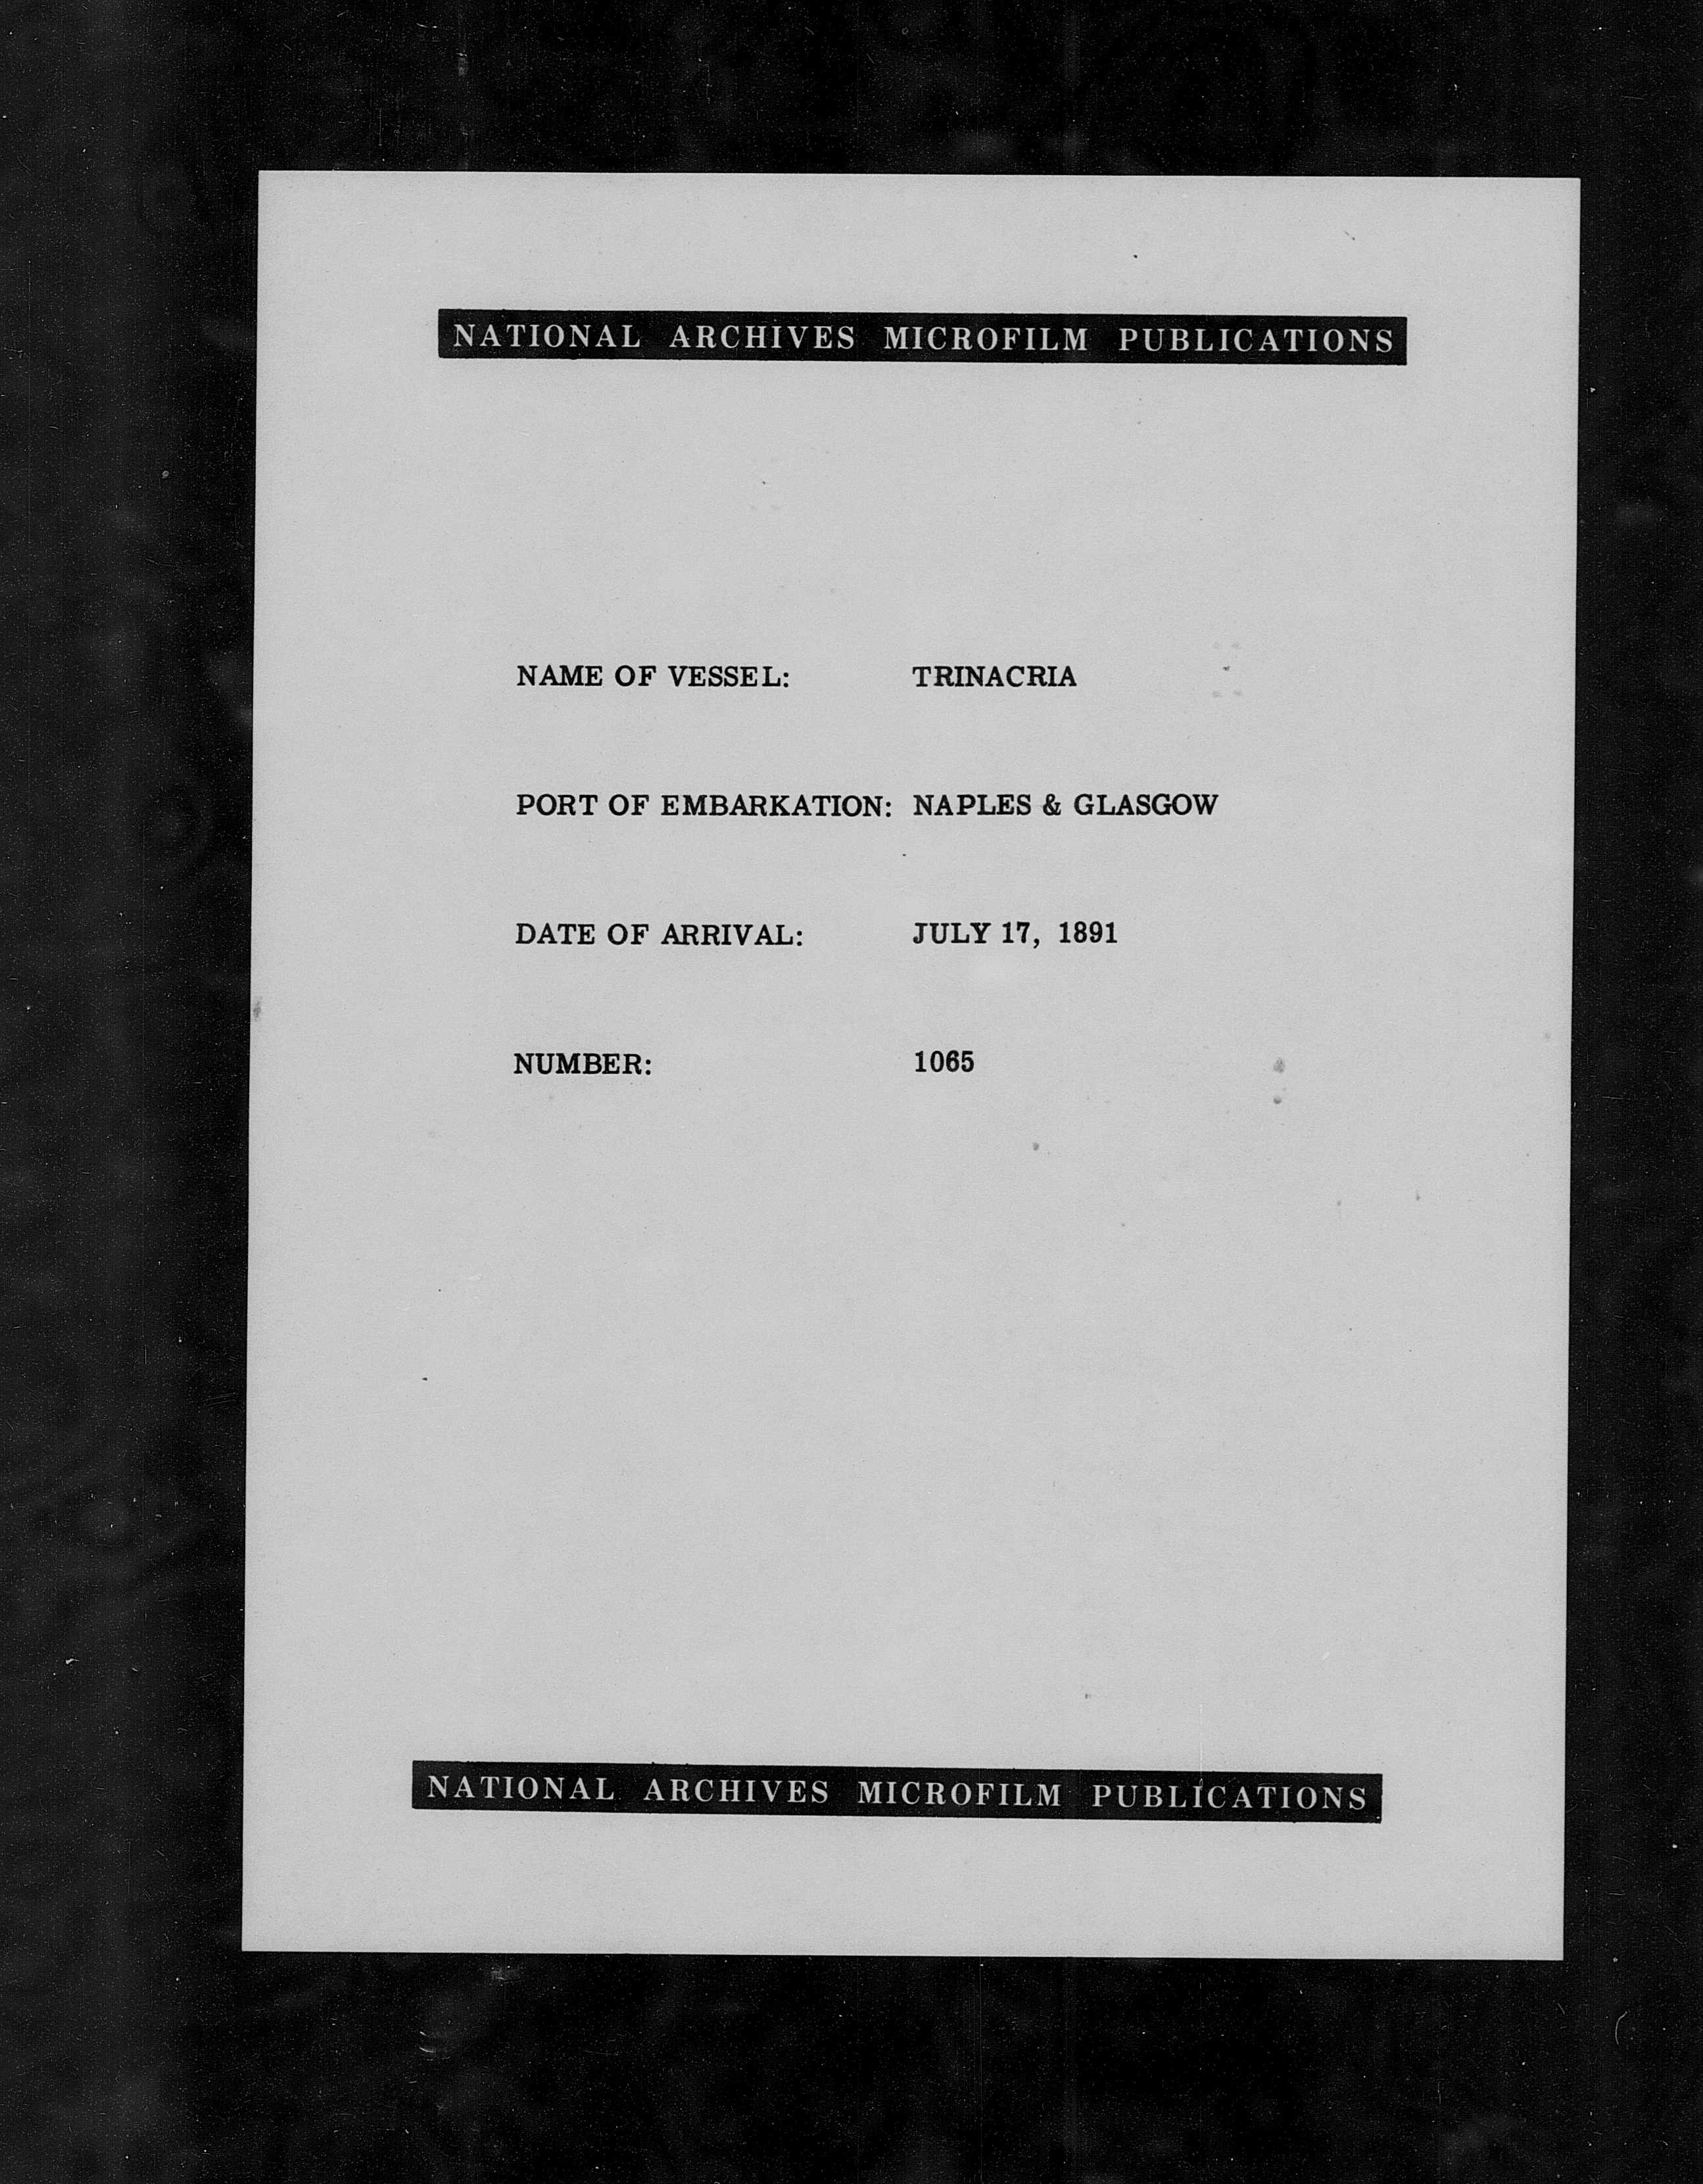 NATIONAL ARCHIVES MICROFILM PUBLICATIONS
NAME OF VESSEL: TRINACRIA
PORT OF EMBARKATION: NAPLES & GLASGOW
DATE OF ARRIVAL: JULY 17, 1891
NUMBER: 1065
NATIONAL ARCHIVES MICROFILM PUBLICATIONS